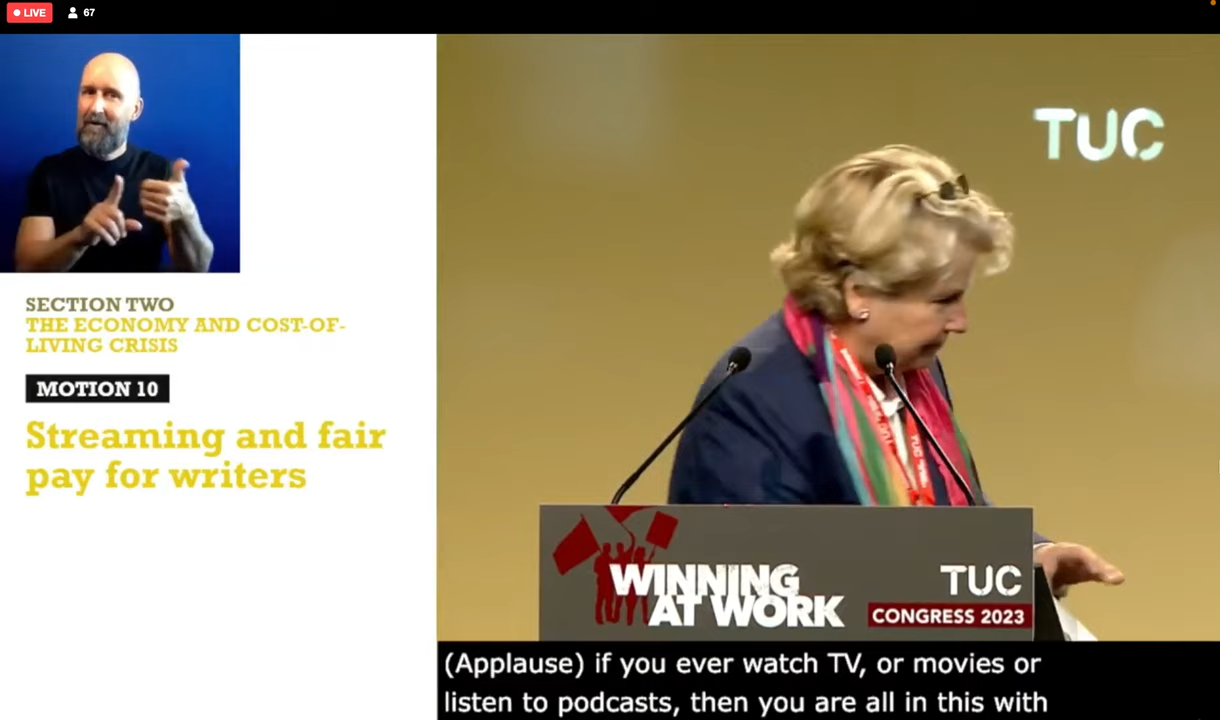 LIVE 67
SECTION TWO
THE ECONOMY AND COST-OF-
LIVING CRISIS
MOTION 10
Streaming and fair
pay for writers
TUC
WINNING
AT WORK
TUC
CONGRESS 2023
(Applause) if you ever watch TV, or movies or
listen to podcasts, then you are all in this with